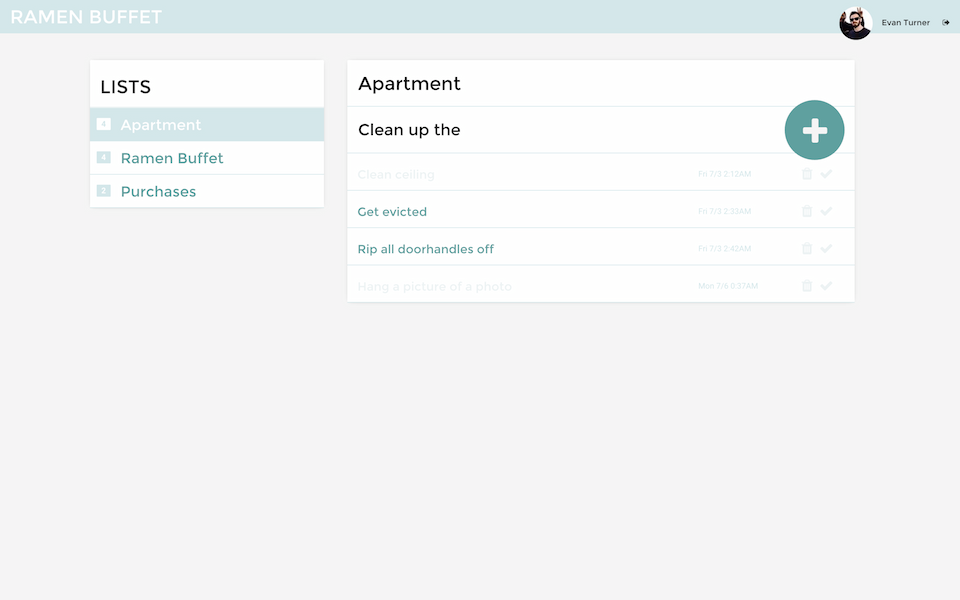 RAMEN BUFFET
Evan Turner
LISTS
4 Apartment
4 Ramen Buffet
2 Purchases
Apartment
Clean up the
Clean ceiling Fri 7/3 2:12AM
Get evicted Fri 7/3 2:33AM
Rip all doorhandles off Fri 7/3 2:42AM
Hang a picture of a photo Mon 7/6 0:37AM